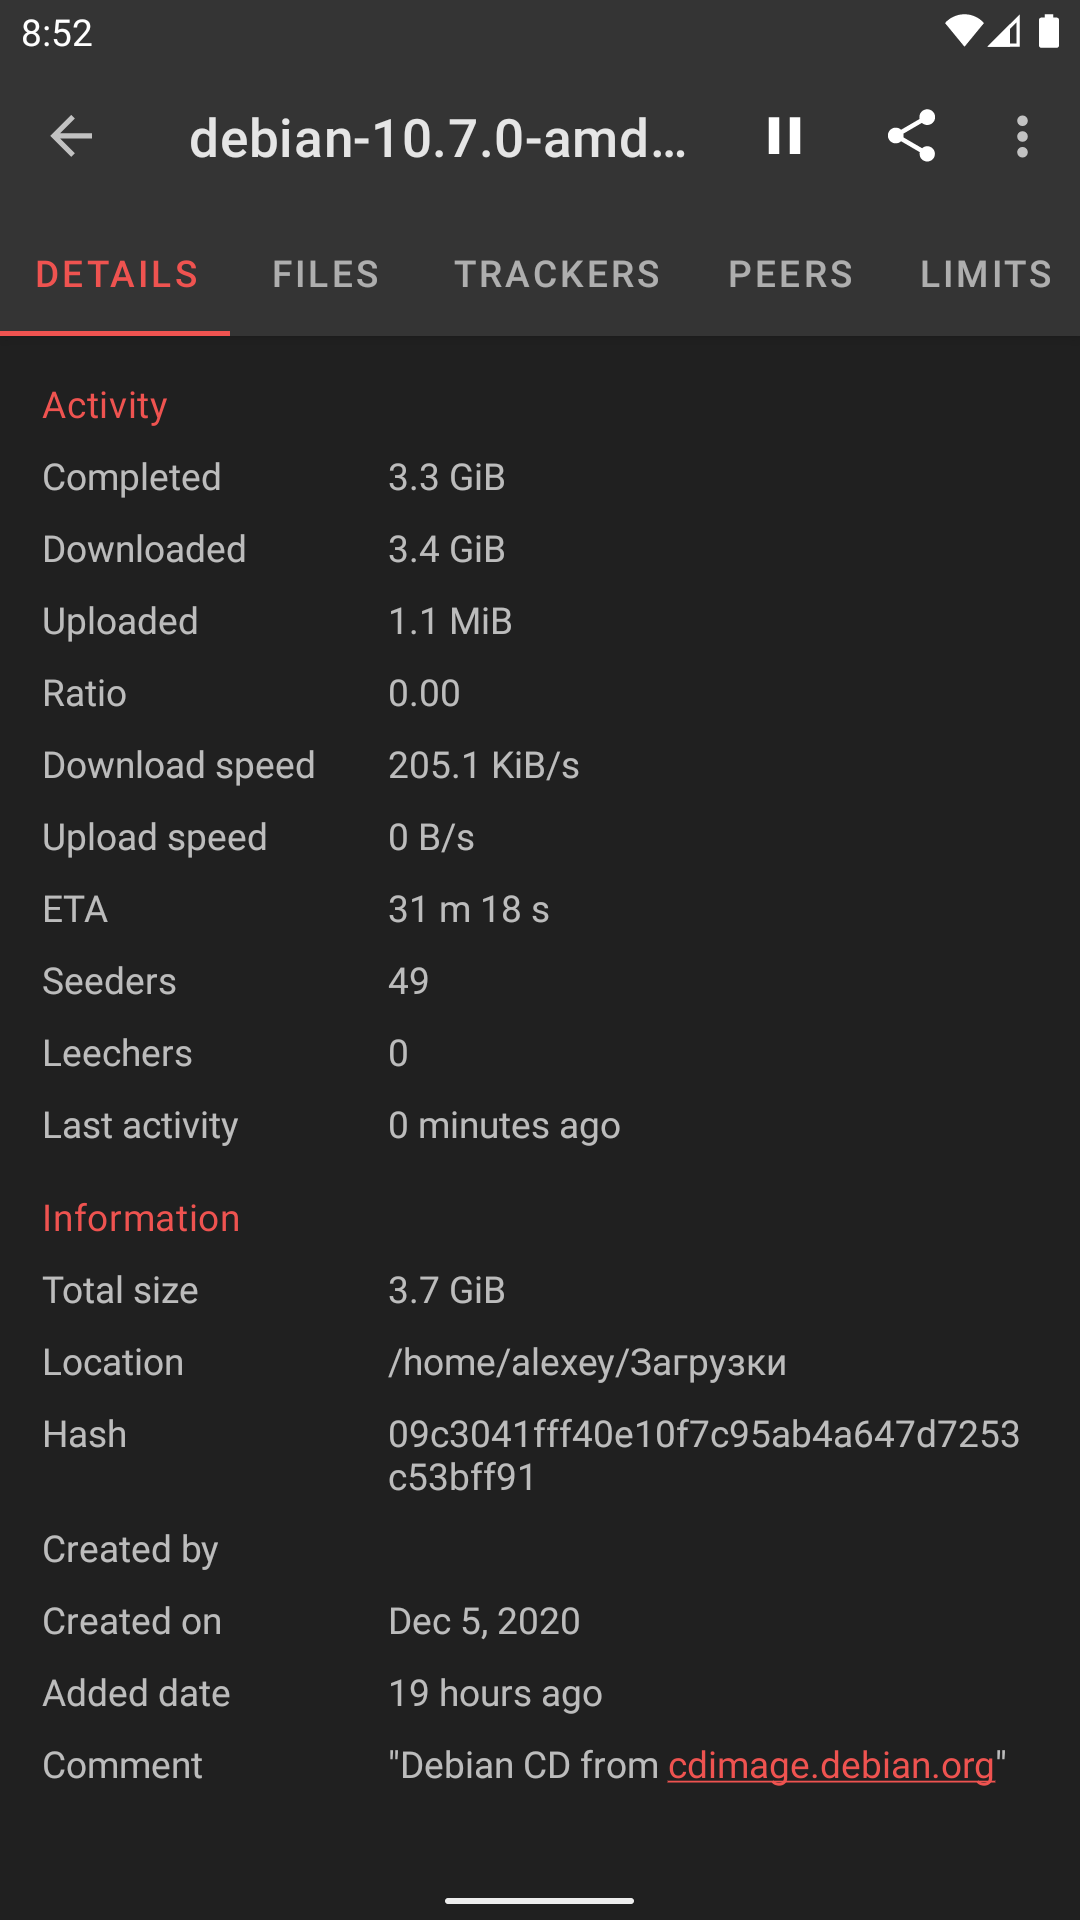 8:52
debian-10.7.0-amd...
DETAILS FILES TRACKERS PEERS LIMITS
Activity
Completed 3.3 GiB
Downloaded 3.4 GiB
Uploaded 1.1 MiB
Ratio 0.00
Download speed 205.1 KiB/s
Upload speed 0 B/s
ETA 31 m 18 s
Seeders 49
Leechers 0
Last activity 0 minutes ago
Information
Total size 3.7 GiB
Location /home/alexey/Загрузки
Hash 09c3041fff40e10f7c95ab4a647d7253
c53bff91
Created by
Created on Dec 5, 2020
Added date 19 hours ago
Comment "Debian CD from cdimage.debian.org"